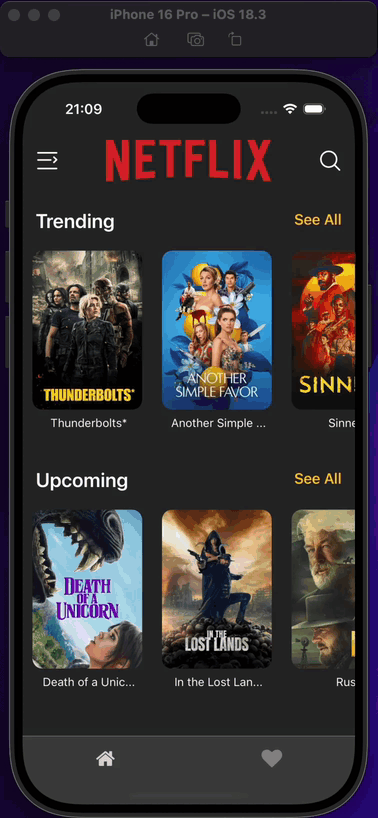 iPhone 16 Pro – iOS 18.3
21:09
NETFLIX
Trending
See All
THUNDERBOLTS*
ANOTHER
SIMPLE FAVOR
SINN
Thunderbolts*
Another Simple ...
Sinne
Upcoming
See All
DEATH
OF A
UNICORN
IN THE
LOST LANDS
Death of a Unic...
In the Lost Lan...
Rus